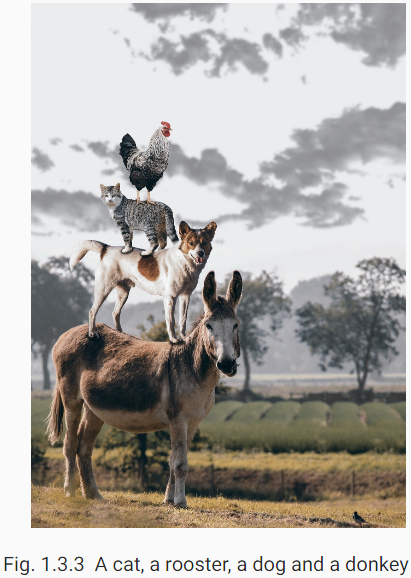 Fig. 1.3.3 A cat, a rooster, a dog and a donkey